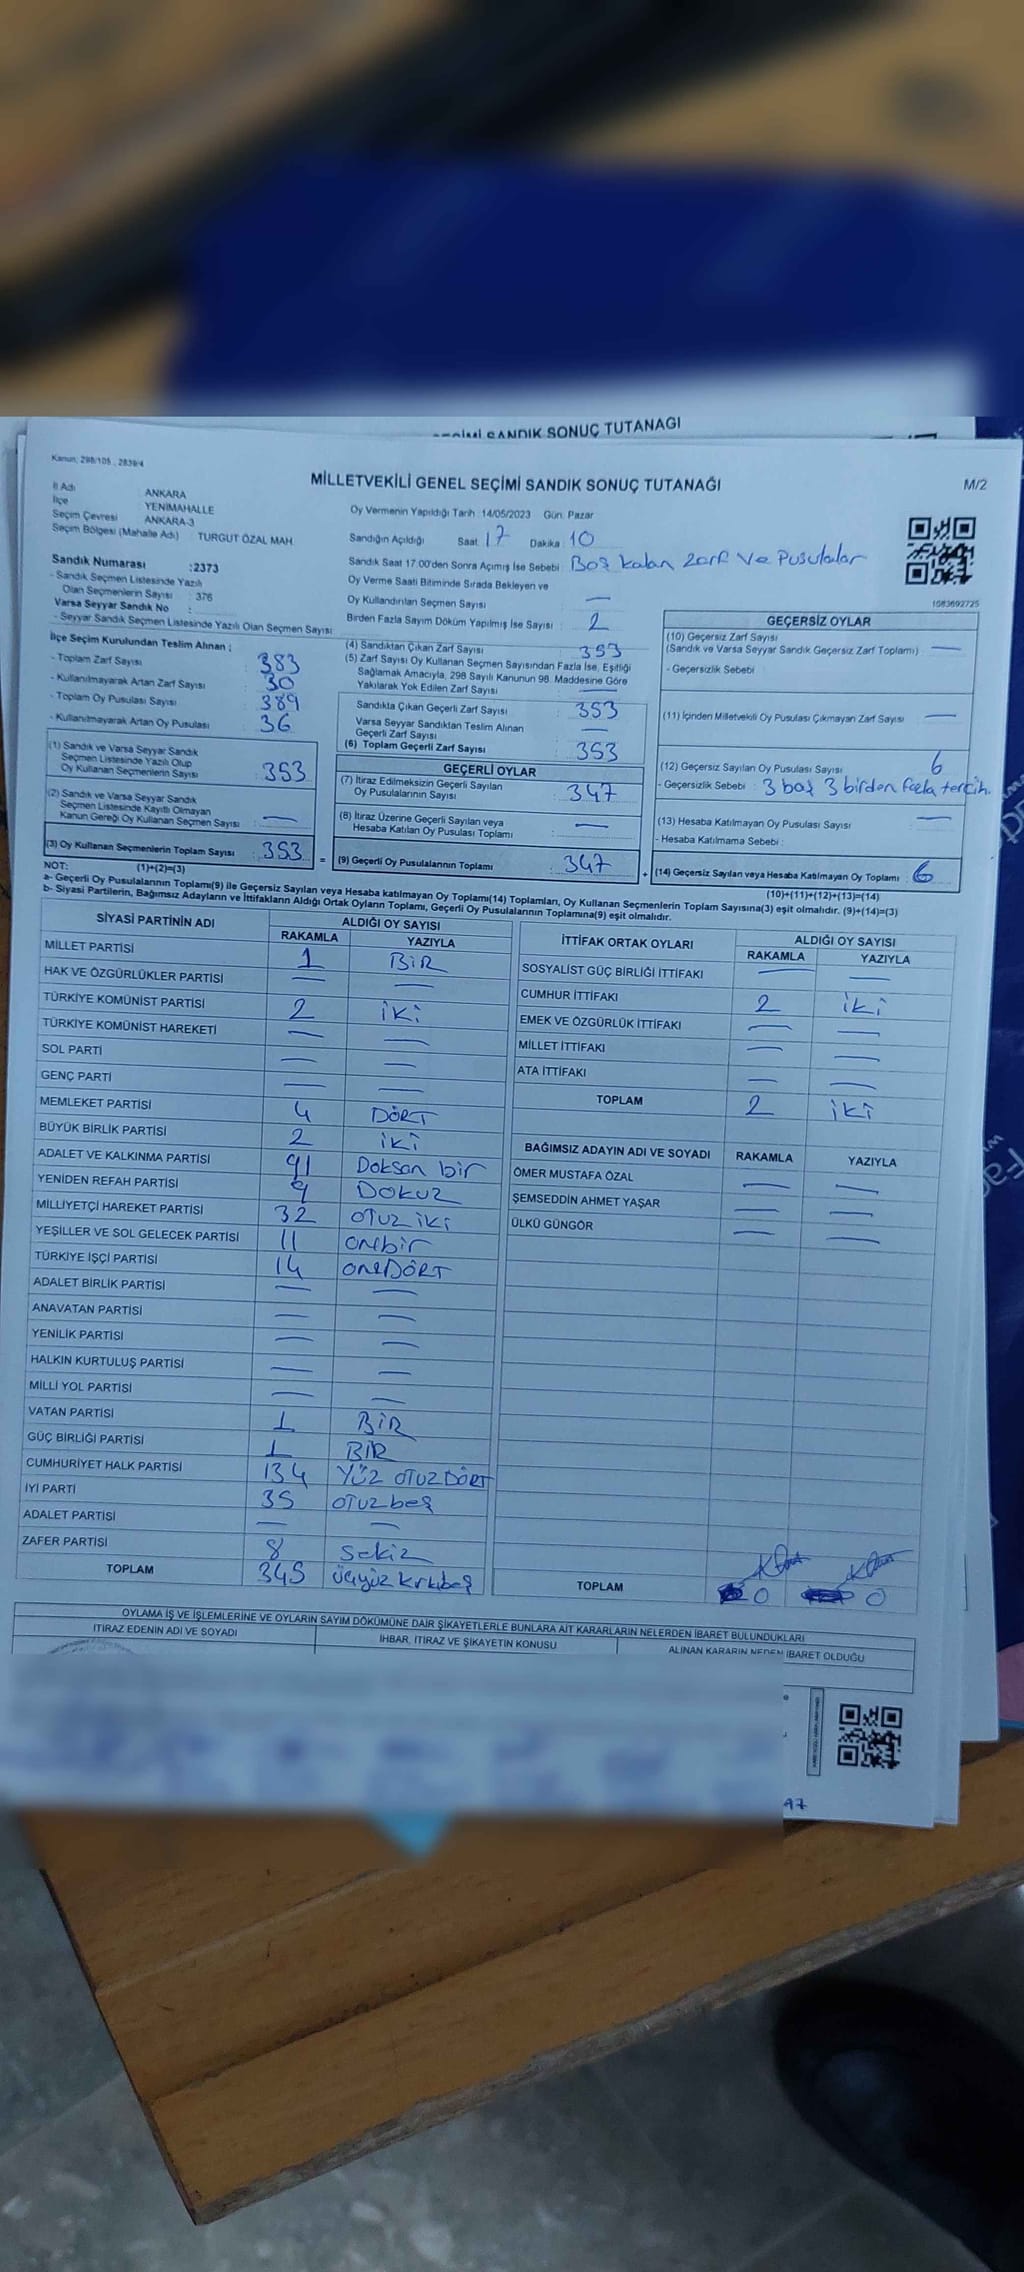 SANDIK SONUÇ TUTANAĞI
Kanun; 298/105 , 2839/4
MİLLETVEKİLİ GENEL SEÇİMİ SANDIK SONUÇ TUTANAĞI
M/2
İl Adı ANKARA
İlçe YENİMAHALLE
Seçim Çevresi ANKARA-3
Seçim Bölgesi (Mahalle Adı) TURGUT ÖZAL MAH.
Oy Vermenin Yapıldığı Tarih : 14/05/2023 Gün: Pazar
Sandığın Açıldığı Saat 17 Dakika 10
Sandık Saat 17.00'den Sonra Açımış İse Sebebi : Boş kalan zarf ve Pusulalar
Oy Verme Saati Bitiminde Sırada Bekleyen ve
Oy Kullandırılan Seçmen Sayısı : —
Birden Fazla Sayım Döküm Yapılmış İse Sayısı : 2
1583692725
Sandık Numarası :2373
- Sandık Seçmen Listesinde Yazılı
Olan Seçmenlerin Sayısı : 376
Varsa Seyyar Sandık No :
- Seyyar Sandık Seçmen Listesinde Yazılı Olan Seçmen Sayısı :
İlçe Seçim Kurulundan Teslim Alınan ;
- Toplam Zarf Sayısı : 383
- Kullanılmayarak Artan Zarf Sayısı : 30
- Toplam Oy Pusulası Sayısı : 389
- Kullanılmayarak Artan Oy Pusulası : 36
(1) Sandık ve Varsa Seyyar Sandık
Seçmen Listesinde Yazılı Olup
Oy Kullanan Seçmenlerin Sayısı : 353
(2) Sandık ve Varsa Seyyar Sandık
Seçmen Listesinde Kayıtlı Olmayan
Kanun Gereği Oy Kullanan Seçmen Sayısı : —
(3) Oy Kullanan Seçmenlerin Toplam Sayısı : 353
(4) Sandıktan Çıkan Zarf Sayısı : 353
(5) Zarf Sayısı Oy Kullanan Seçmen Sayısından Fazla İse, Eşitliği
Sağlamak Amacıyla, 298 Sayılı Kanunun 98. Maddesine Göre
Yakılarak Yok Edilen Zarf Sayısı : —
Sandıkta Çıkan Geçerli Zarf Sayısı : 353
Varsa Seyyar Sandıktan Teslim Alınan
Geçerli Zarf Sayısı : —
(6) Toplam Geçerli Zarf Sayısı : 353
GEÇERLİ OYLAR
(7) İtiraz Edilmeksizin Geçerli Sayılan
Oy Pusulalarının Sayısı : 347
(8) İtiraz Üzerine Geçerli Sayılan veya
Hesaba Katılan Oy Pusulası Toplamı : —
= (9) Geçerli Oy Pusulalarının Toplamı : 347 +
GEÇERSİZ OYLAR
(10) Geçersiz Zarf Sayısı
(Sandık ve Varsa Seyyar Sandık Geçersiz Zarf Toplamı) : —
- Geçersizlik Sebebi :
(11) İçinden Milletvekili Oy Pusulası Çıkmayan Zarf Sayısı : —
(12) Geçersiz Sayılan Oy Pusulası Sayısı : 6
- Geçersizlik Sebebi : 3 boş 3 birden fazla tercih.
(13) Hesaba Katılmayan Oy Pusulası Sayısı : —
- Hesaba Katılmama Sebebi :
(14) Geçersiz Sayılan veya Hesaba Katılmayan Oy Toplamı : 6
NOT: (1)+(2)=(3)
(10)+(11)+(12)+(13)=(14)
a- Geçerli Oy Pusulalarının Toplamı(9) ile Geçersiz Sayılan veya Hesaba katılmayan Oy Toplamı(14) Toplamları, Oy Kullanan Seçmenlerin Toplam Sayısına(3) eşit olmalıdır. (9)+(14)=(3)
b- Siyasi Partilerin, Bağımsız Adayların ve İttifakların Aldığı Ortak Oyların Toplamı, Geçerli Oy Pusulalarının Toplamına(9) eşit olmalıdır.
SİYASİ PARTİNİN ADI ALDIĞI OY SAYISI
RAKAMLA YAZIYLA
MİLLET PARTİSİ 1 BİR
HAK VE ÖZGÜRLÜKLER PARTİSİ — —
TÜRKİYE KOMÜNİST PARTİSİ 2 iki
TÜRKİYE KOMÜNİST HAREKETİ — —
SOL PARTİ — —
GENÇ PARTİ — —
MEMLEKET PARTİSİ 4 DÖRT
BÜYÜK BİRLİK PARTİSİ 2 iki
ADALET VE KALKINMA PARTİSİ 91 Doksan bir
YENİDEN REFAH PARTİSİ 9 DOKUZ
MİLLİYETÇİ HAREKET PARTİSİ 32 OTUZ iki
YEŞİLLER VE SOL GELECEK PARTİSİ 11 onbir
TÜRKİYE İŞÇİ PARTİSİ 14 onDÖRT
ADALET BİRLİK PARTİSİ — —
ANAVATAN PARTİSİ — —
YENİLİK PARTİSİ — —
HALKIN KURTULUŞ PARTİSİ — —
MİLLİ YOL PARTİSİ — —
VATAN PARTİSİ 1 BİR
GÜÇ BİRLİĞİ PARTİSİ 1 BİR
CUMHURİYET HALK PARTİSİ 134 YÜZ OTUZ DÖRT
İYİ PARTİ 35 OTUZ beş
ADALET PARTİSİ — —
ZAFER PARTİSİ 8 Sekiz
TOPLAM 345 üçyüz kırkbeş
İTTİFAK ORTAK OYLARI ALDIĞI OY SAYISI
RAKAMLA YAZIYLA
SOSYALİST GÜÇ BİRLİĞİ İTTİFAKI — —
CUMHUR İTTİFAKI 2 iki
EMEK VE ÖZGÜRLÜK İTTİFAKI — —
MİLLET İTTİFAKI — —
ATA İTTİFAKI — —
TOPLAM 2 iki
BAĞIMSIZ ADAYIN ADI VE SOYADI RAKAMLA YAZIYLA
ÖMER MUSTAFA ÖZAL — —
ŞEMSEDDİN AHMET YAŞAR — —
ÜLKÜ GÜNGÖR — —
TOPLAM 0 0
OYLAMA İŞ VE İŞLEMLERİNE VE OYLARIN SAYIM DÖKÜMÜNE DAİR ŞİKAYETLERLE BUNLARA AİT KARARLARIN NELERDEN İBARET BULUNDUKLARI
İTİRAZ EDENİN ADI VE SOYADI İHBAR, İTİRAZ VE ŞİKAYETİN KONUSU ALINAN KARARIN NEDEN İBARET OLDUĞU